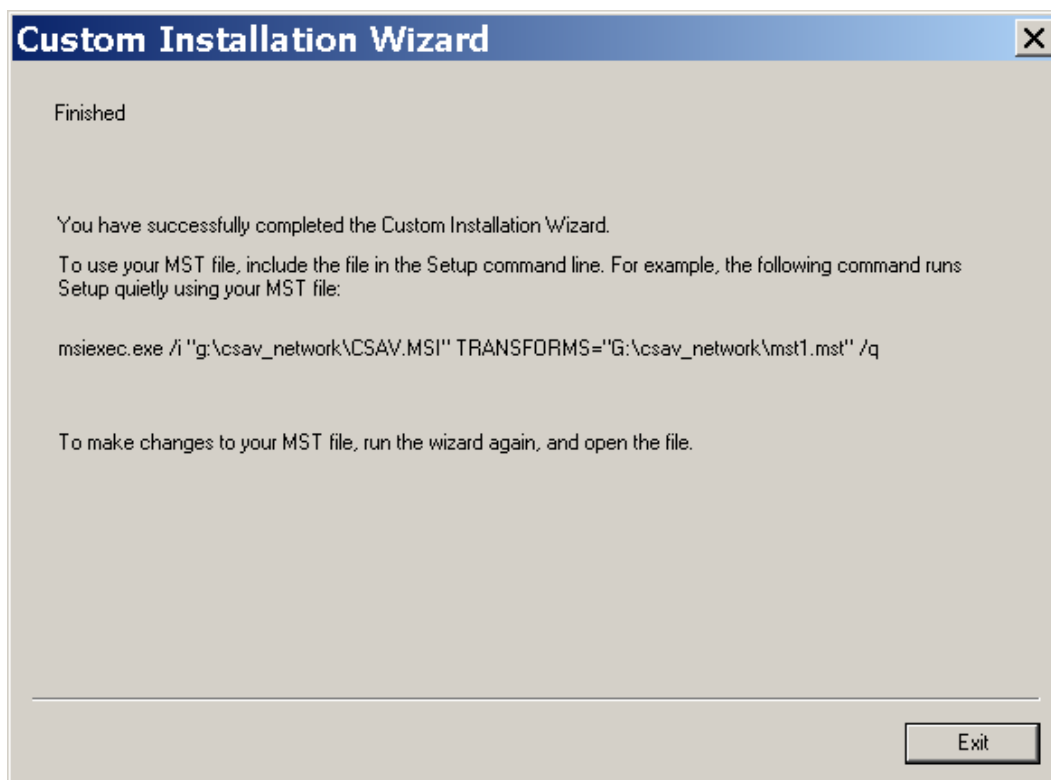 Custom Installation Wizard
Finished
You have successfully completed the Custom Installation Wizard.
To use your MST file, include the file in the Setup command line. For example, the following command runs
Setup quietly using your MST file:
msiexec.exe /i "g:\csav_network\CSAV.MSI" TRANSFORMS="G:\csav_network\mst1.mst" /q
To make changes to your MST file, run the wizard again, and open the file.
Exit